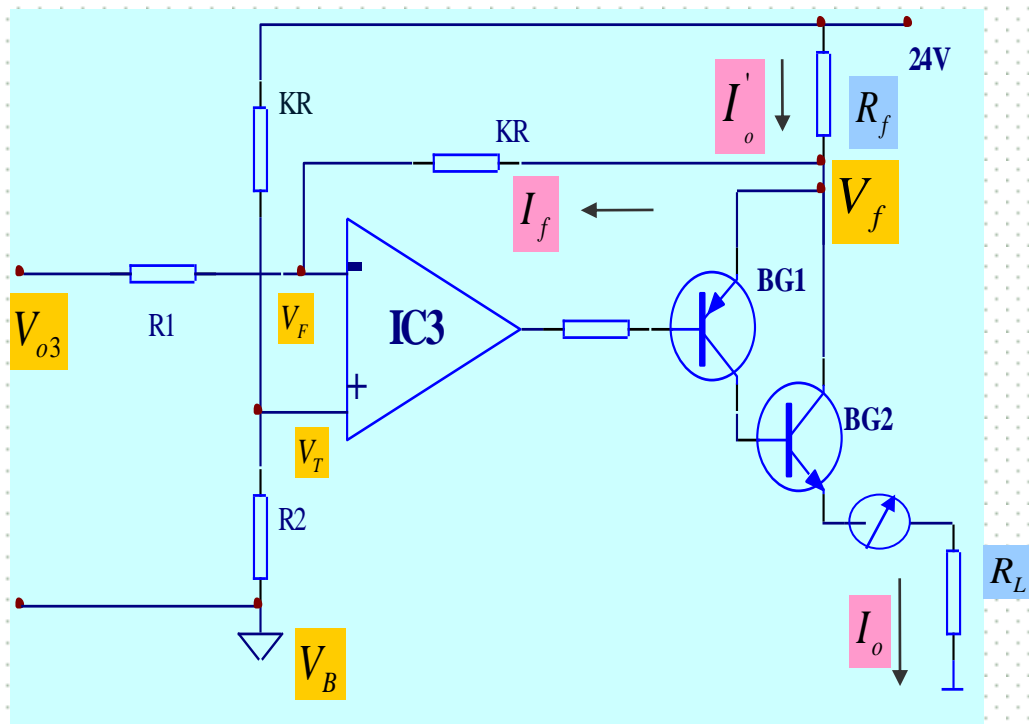 24V
KR
I'o
Rf
KR
If
Vf
BG1
Vo3
R1
VF
-
IC3
+
VT
BG2
R2
RL
VB
Io